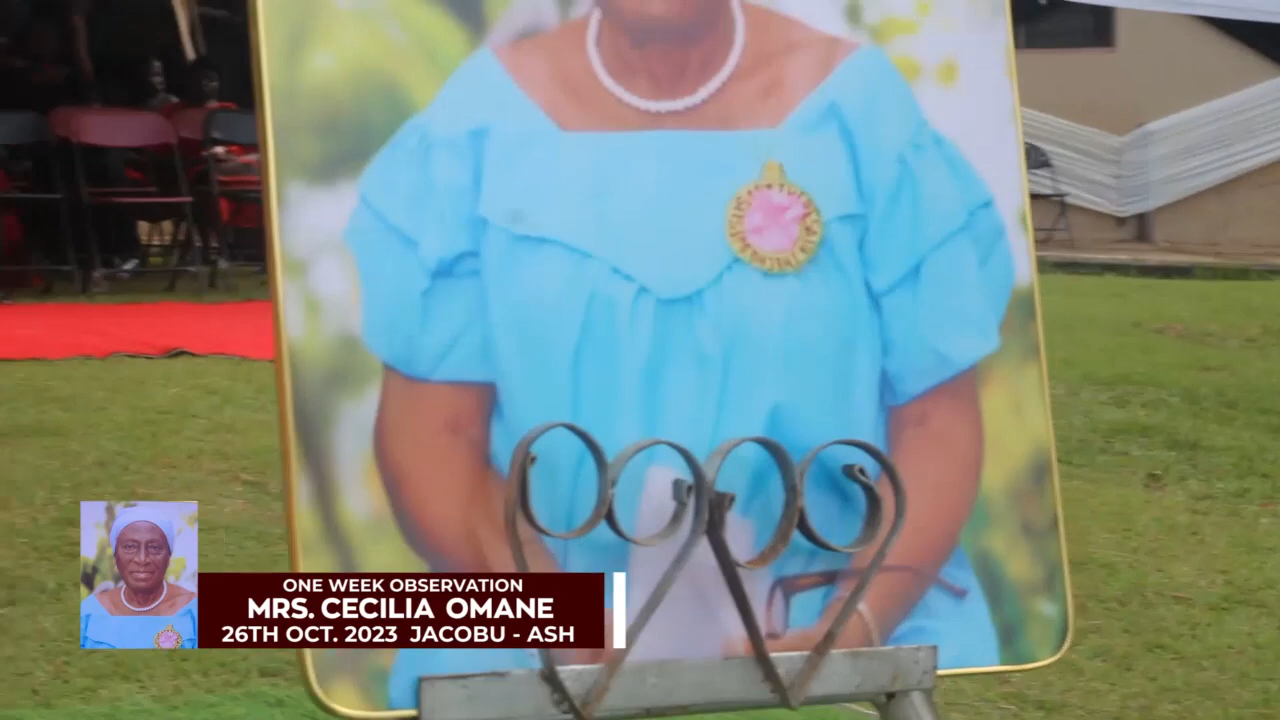 ONE WEEK OBSERVATION
MRS. CECILIA OMANE
26TH OCT. 2023 JACOBU - ASH